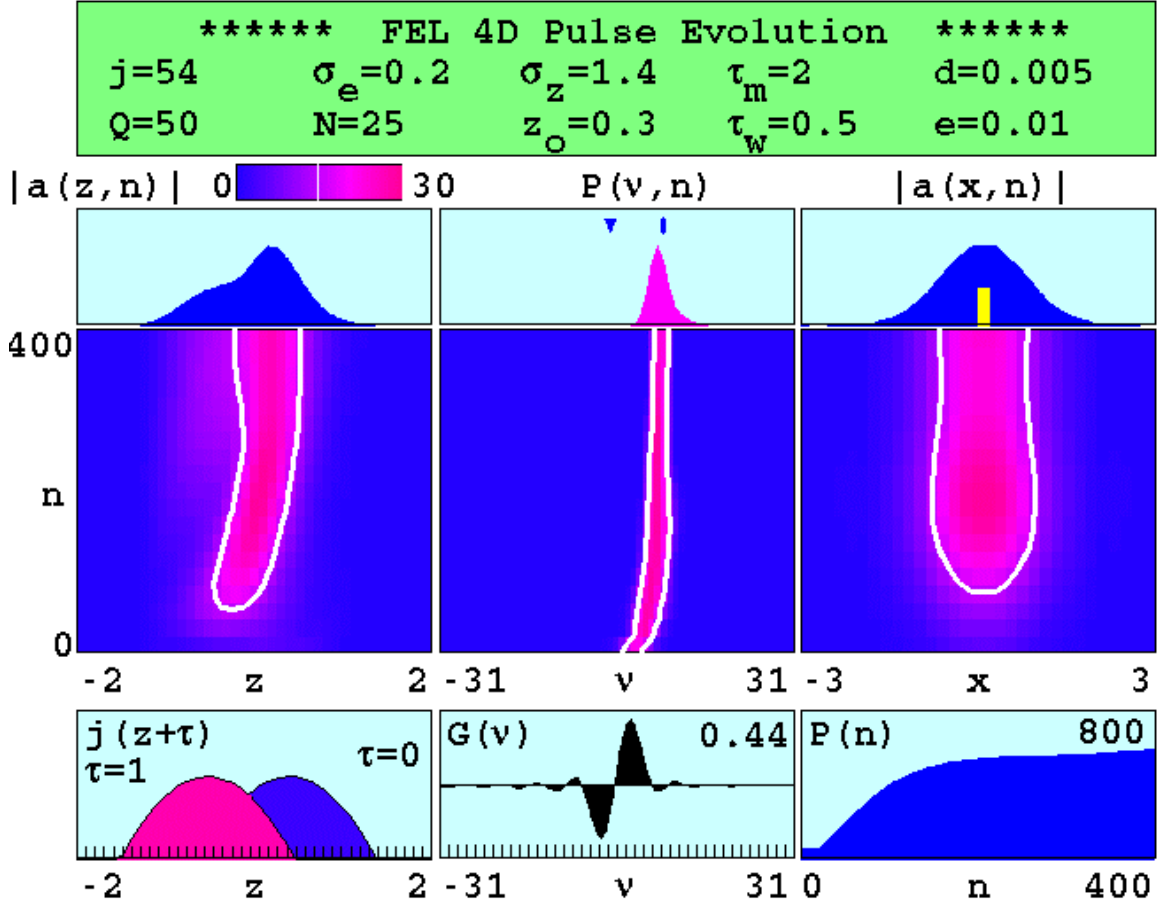 ****** FEL 4D Pulse Evolution ******
j=54 σe=0.2 σz=1.4 τm=2 d=0.005
Q=50 N=25 zo=0.3 τw=0.5 e=0.01
|a(z,n)| 0 30 P(ν,n) |a(x,n)|
400
n
0
-2 z 2 -31 ν 31 -3 x 3
j(z+τ) τ=0 G(ν) 0.44 P(n) 800
τ=1
-2 z 2 -31 ν 31 0 n 400